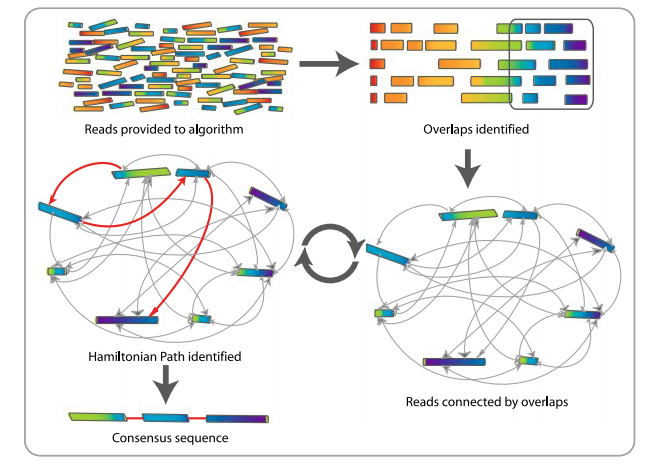 Reads provided to algorithm
Overlaps identified
Hamiltonian Path identified
Reads connected by overlaps
Consensus sequence